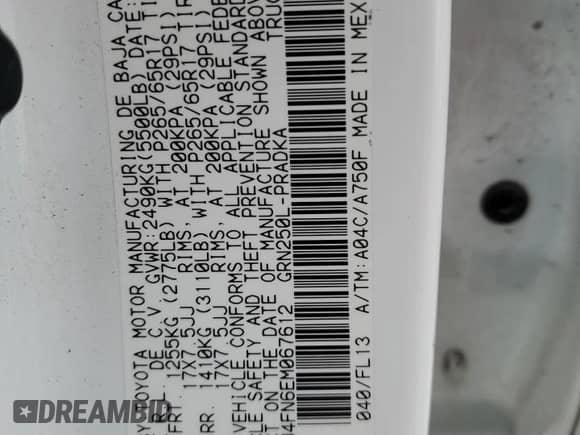 BY TOYOTA MOTOR MANUFACTURING DE BAJA CA
DE C.V. GVWR:2490KG(5500LB) DATE:
FR. 1255KG (2775LB) WITH P265/65R17 TI
17X7.5JJ RIMS, AT 200KPA (29PSI)
RR. 1410KG (3110LB) WITH P265/65R17 TIR
17X7.5JJ RIMS, AT 200KPA (29PSI)
VEHICLE CONFORMS TO ALL APPLICABLE FEDE
LE SAFETY AND THEFT PREVENTION STANDARD
T ON THE DATE OF MANUFACTURE SHOWN ABOV
4FN6EM067612 GRN250L-PRADKA TRUC
040/FL13 A/TM:A04C/A750F MADE IN MEX
DREAMBID